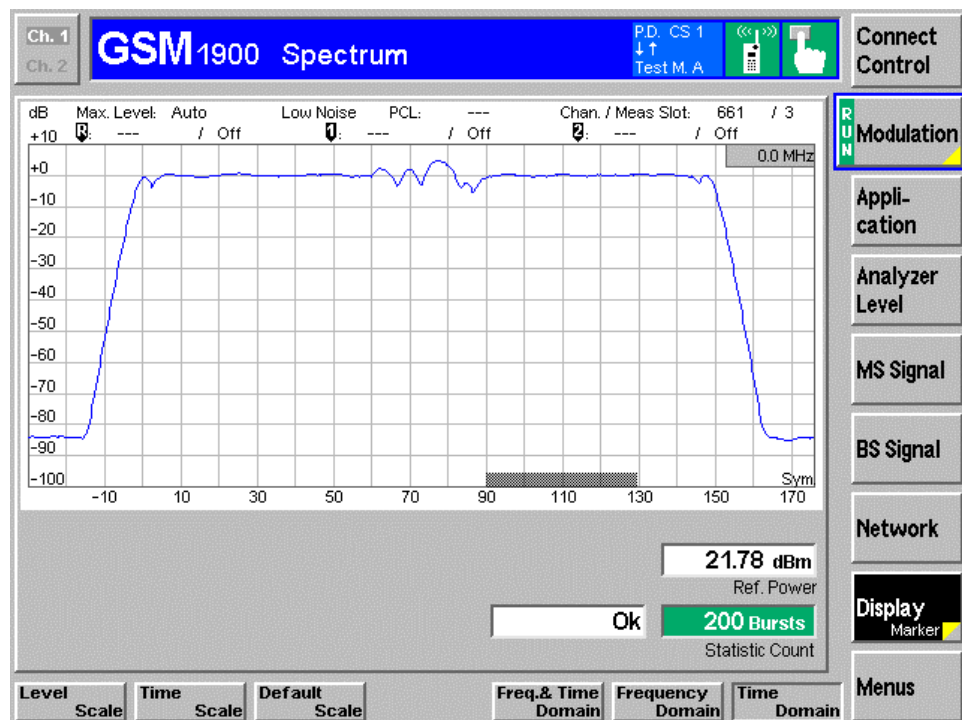 Ch. 1
Ch. 2
GSM 1900 Spectrum
P.D. CS 1
↓↑
Test M. A
Connect Control
dB Max. Level: Auto Low Noise PCL: --- Chan. / Meas Slot: 661 / 3
+10 R: --- / Off 1: --- / Off 2: --- / Off
0.0 MHz
+0
-10
-20
-30
-40
-50
-60
-70
-80
-90
-100
Sym
-10 10 30 50 70 90 110 130 150 170
21.78 dBm
Ref. Power
Ok
200 Bursts
Statistic Count
RUN
Modulation
Appli-
cation
Analyzer
Level
MS Signal
BS Signal
Network
Display
Marker
Menus
Level
Scale
Time
Scale
Default
Scale
Freq.& Time
Domain
Frequency
Domain
Time
Domain